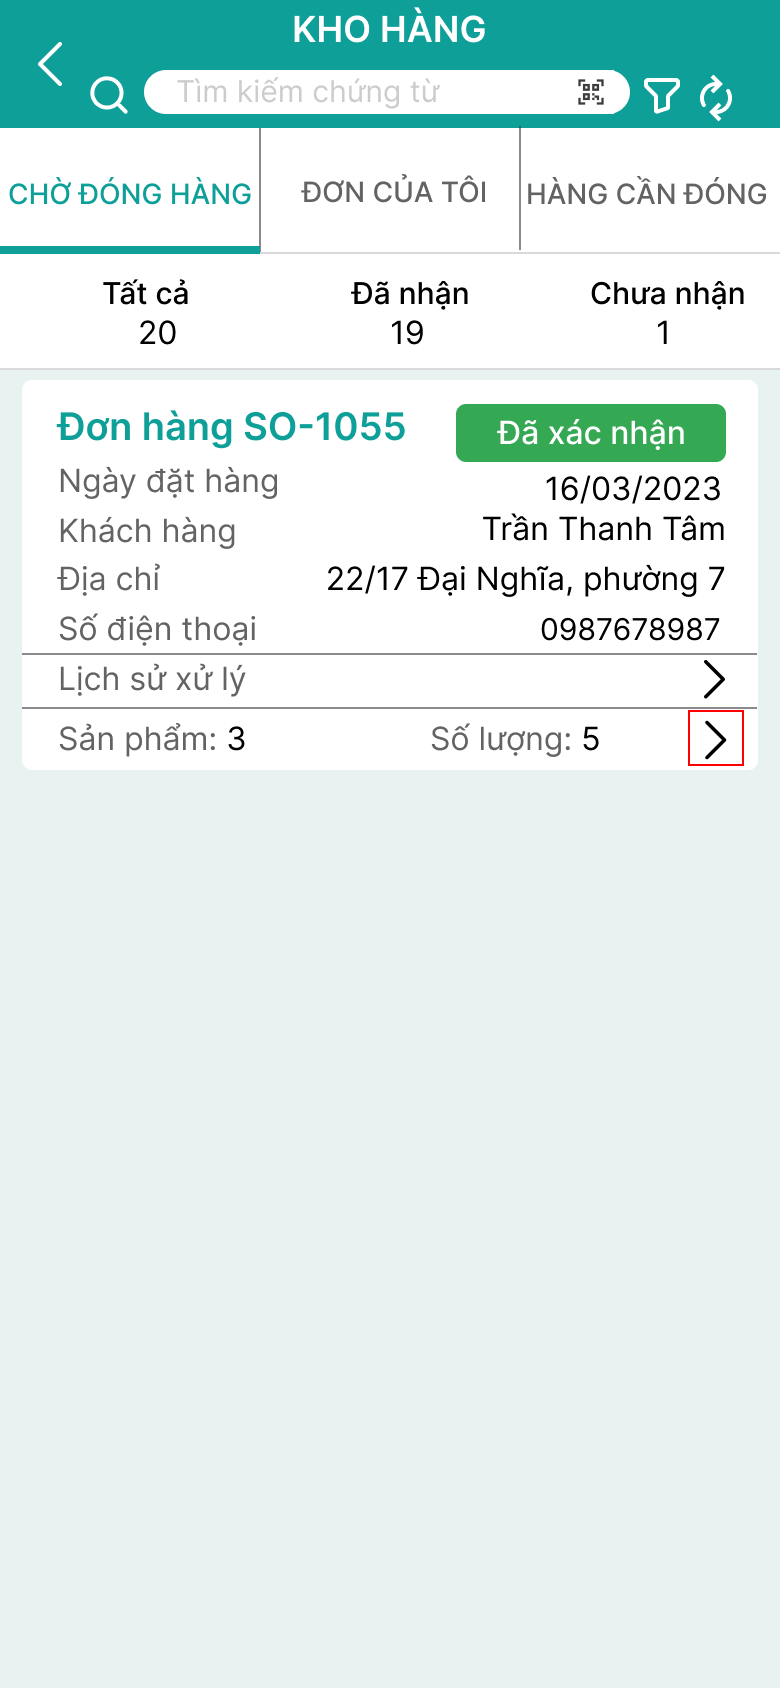 KHO HÀNG
Tìm kiếm chứng từ
CHỜ ĐÓNG HÀNG
ĐƠN CỦA TÔI
HÀNG CẦN ĐÓNG
Tất cả
20
Đã nhận
19
Chưa nhận
1
Đơn hàng SO-1055
Đã xác nhận
Ngày đặt hàng
16/03/2023
Khách hàng
Trần Thanh Tâm
Địa chỉ
22/17 Đại Nghĩa, phường 7
Số điện thoại
0987678987
Lịch sử xử lý
Sản phẩm: 3
Số lượng: 5